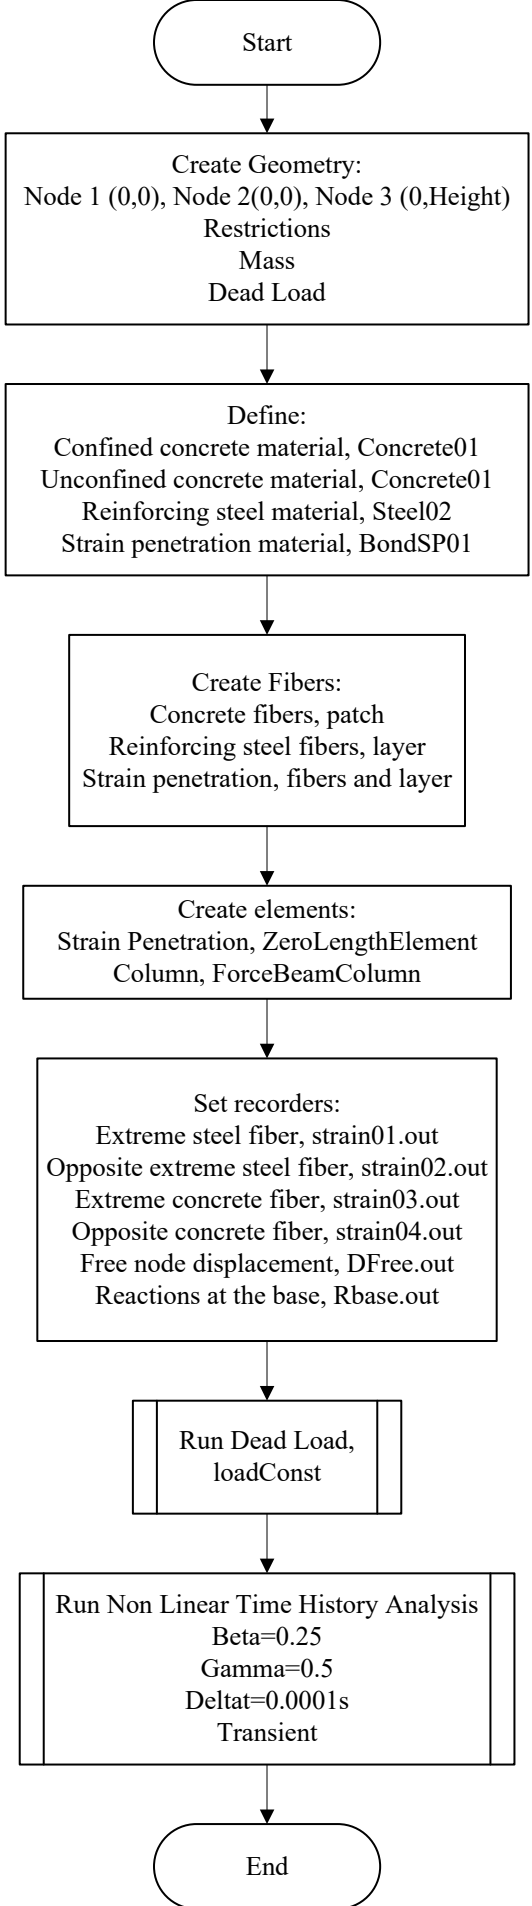 Start
Create Geometry:
Node 1 (0,0), Node 2(0,0), Node 3 (0,Height)
Restrictions
Mass
Dead Load
Define:
Confined concrete material, Concrete01
Unconfined concrete material, Concrete01
Reinforcing steel material, Steel02
Strain penetration material, BondSP01
Create Fibers:
Concrete fibers, patch
Reinforcing steel fibers, layer
Strain penetration, fibers and layer
Create elements:
Strain Penetration, ZeroLengthElement
Column, ForceBeamColumn
Set recorders:
Extreme steel fiber, strain01.out
Opposite extreme steel fiber, strain02.out
Extreme concrete fiber, strain03.out
Opposite concrete fiber, strain04.out
Free node displacement, DFree.out
Reactions at the base, Rbase.out
Run Dead Load,
loadConst
Run Non Linear Time History Analysis
Beta=0.25
Gamma=0.5
Deltat=0.0001s
Transient
End